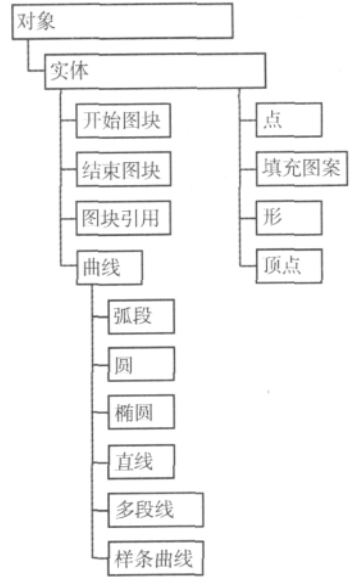 对象
实体
开始图块
结束图块
图块引用
曲线
弧段
圆
椭圆
直线
多段线
样条曲线
点
填充图案
形
顶点